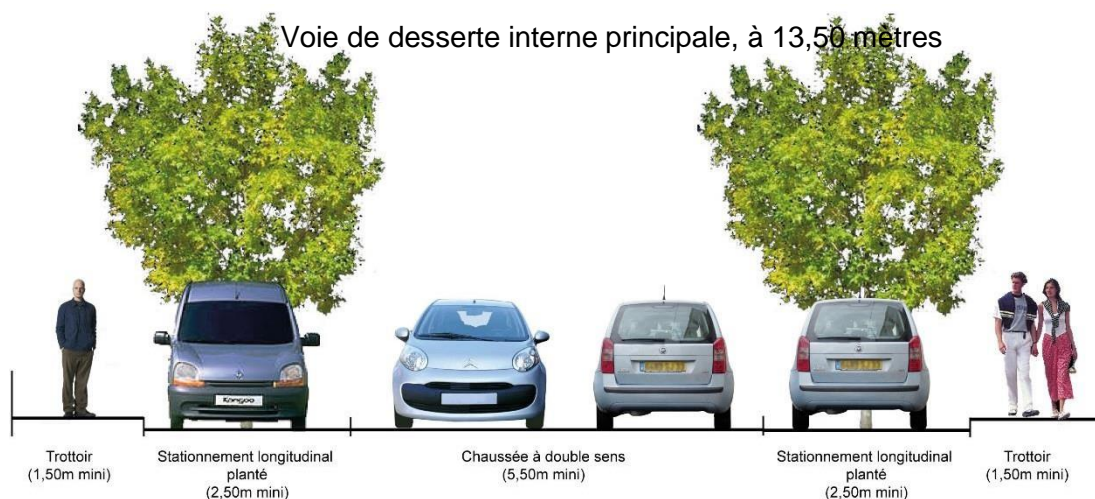 Voie de desserte interne principale, à 13,50 mètres
Kangoo
Trottoir
(1,50m mini)
Stationnement longitudinal
planté
(2,50m mini)
Chaussée à double sens
(5,50m mini)
Stationnement longitudinal
planté
(2,50m mini)
Trottoir
(1,50m mini)